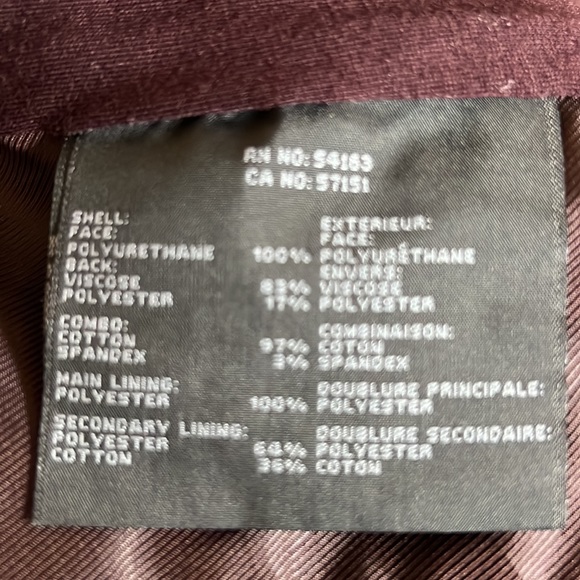 RN NO: 54163
CA NO: 57151
SHELL:
FACE:
POLYURETHANE 100%
BACK:
VISCOSE 83%
POLYESTER 17%
COMBO:
COTTON 97%
SPANDEX 3%
MAIN LINING:
POLYESTER 100%
SECONDARY LINING:
POLYESTER 64%
COTTON 36%
EXTÉRIEUR:
FACE:
POLYURÉTHANE
ENVERS:
VISCOSE
POLYESTER
COMBINAISON:
COTON
SPANDEX
DOUBLURE PRINCIPALE:
POLYESTER
DOUBLURE SECONDAIRE:
POLYESTER
COTON